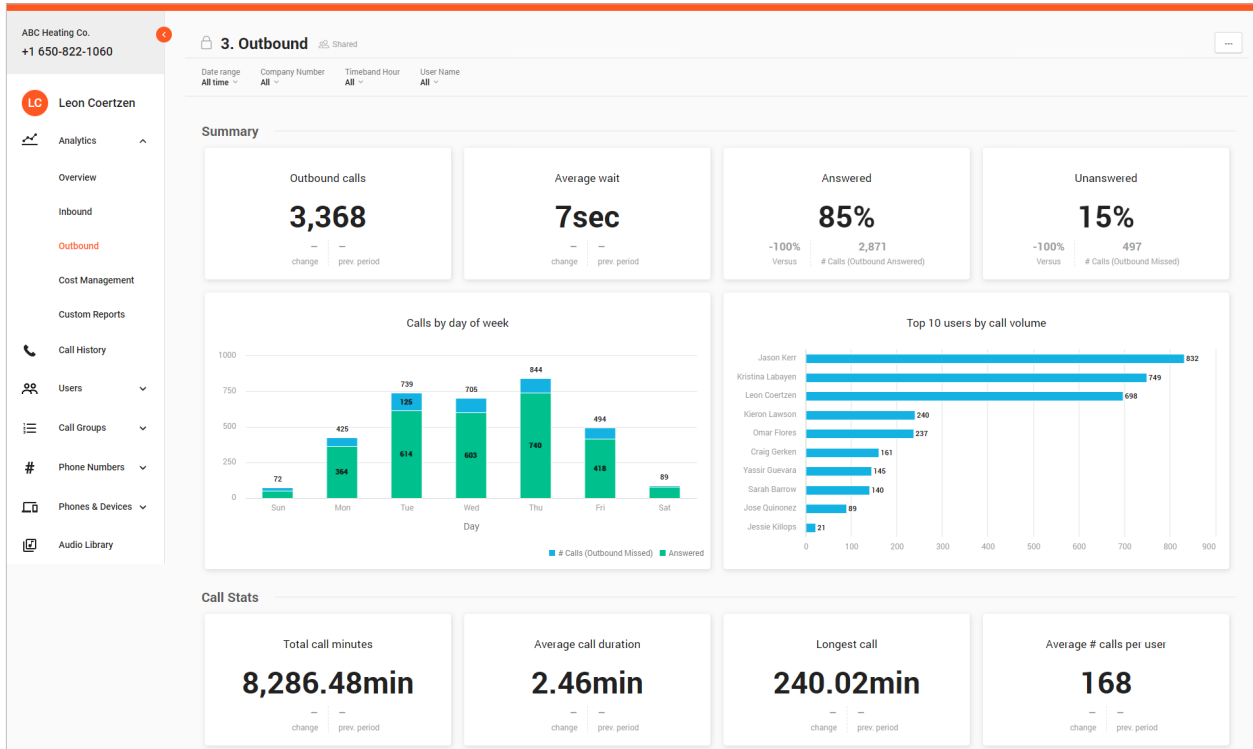 ABC Heating Co.
+1 650-822-1060
LC Leon Coertzen
Analytics
Overview
Inbound
Outbound
Cost Management
Custom Reports
Call History
Users
Call Groups
# Phone Numbers
Phones & Devices
Audio Library
3. Outbound Shared
...
Date range Company Number Timeband Hour User Name
All time All All All
Summary
Outbound calls
3,368
– –
change prev. period
Average wait
7sec
– –
change prev. period
Answered
85%
-100% 2,871
Versus # Calls (Outbound Answered)
Unanswered
15%
-100% 497
Versus # Calls (Outbound Missed)
Calls by day of week
1000
750
500
250
0
72
425
364
739
125
614
705
603
844
740
494
418
89
Sun Mon Tue Wed Thu Fri Sat
Day
# Calls (Outbound Missed) Answered
Top 10 users by call volume
Jason Kerr 832
Kristina Labayen 749
Leon Coertzen 698
Kieron Lawson 240
Omar Flores 237
Craig Gerken 161
Yassir Guevara 145
Sarah Barrow 140
Jose Quinonez 89
Jessie Killops 21
0 100 200 300 400 500 600 700 800 900
Call Stats
Total call minutes
8,286.48min
– –
change prev. period
Average call duration
2.46min
– –
change prev. period
Longest call
240.02min
– –
change prev. period
Average # calls per user
168
– –
change prev. period